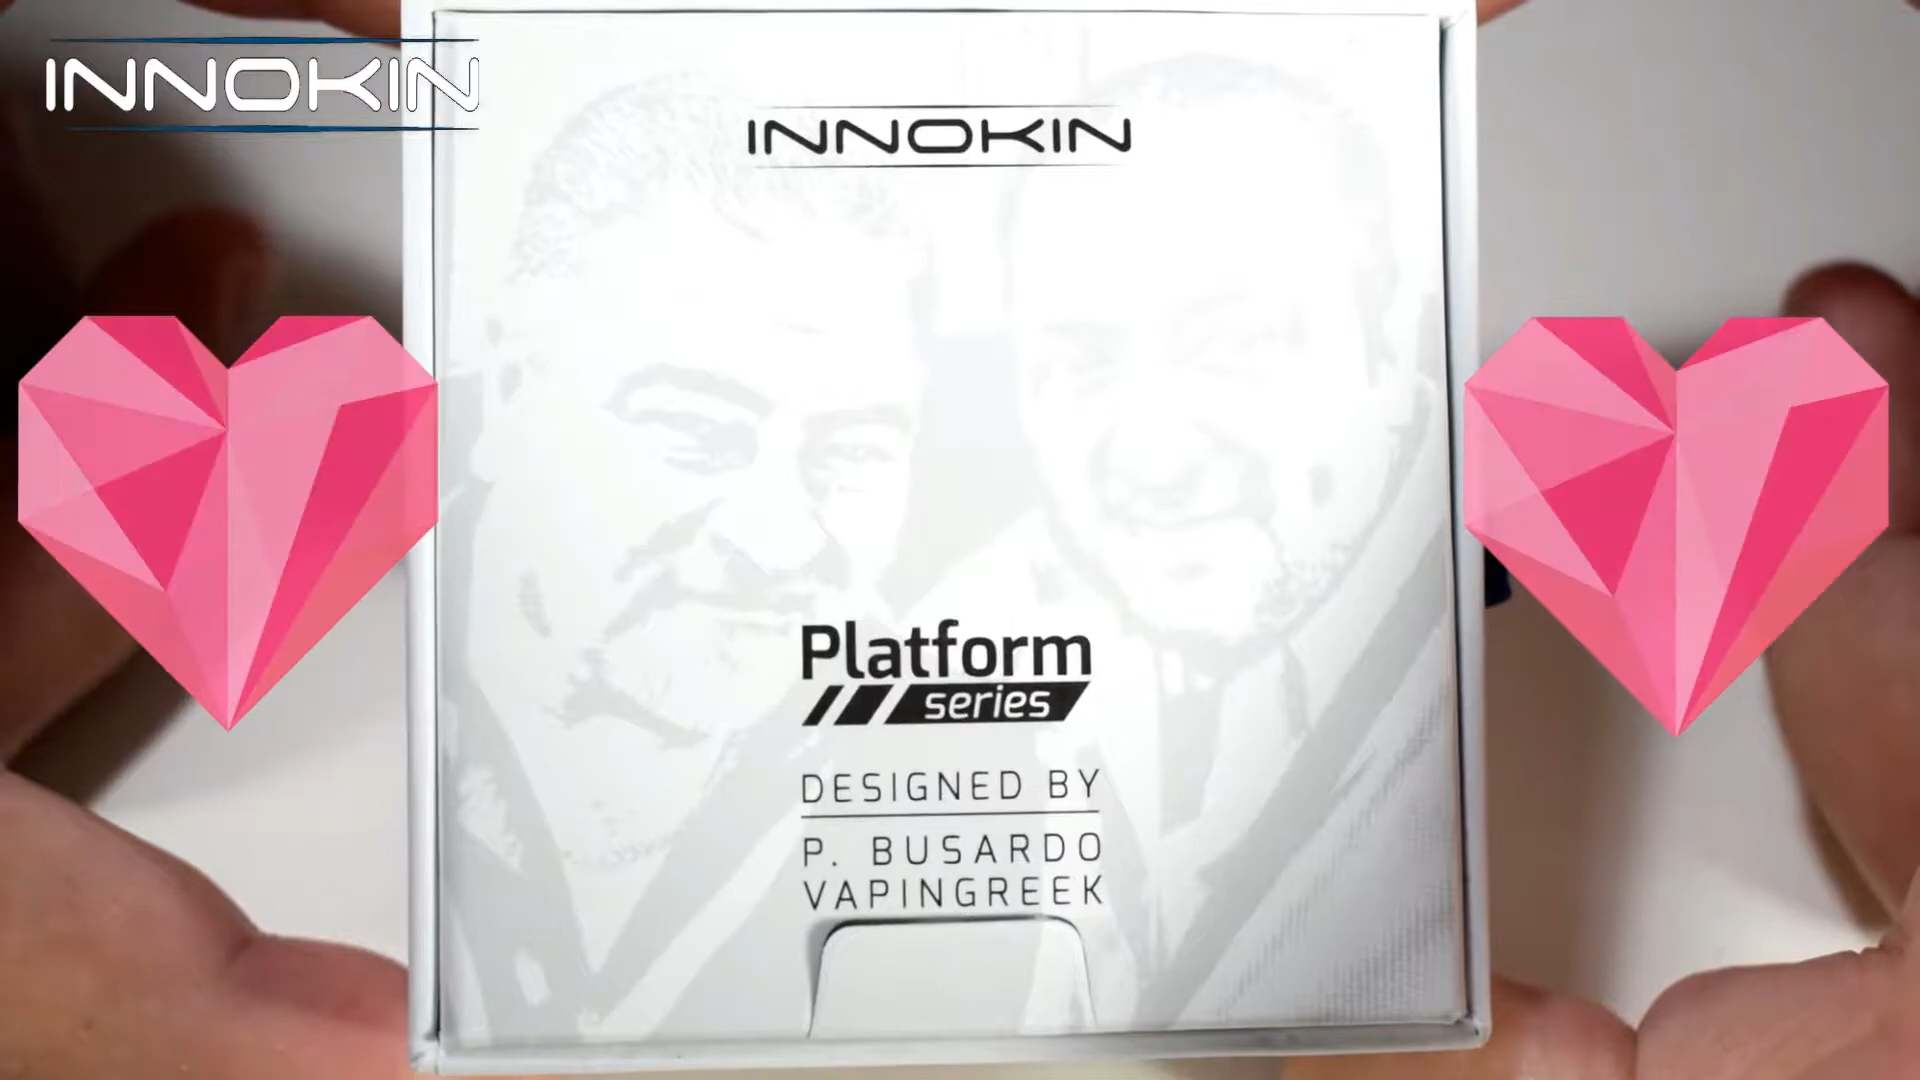 INNOKIN
INNOKIN
Platform
series
DESIGNED BY
P. BUSARDO
VAPINGREEK